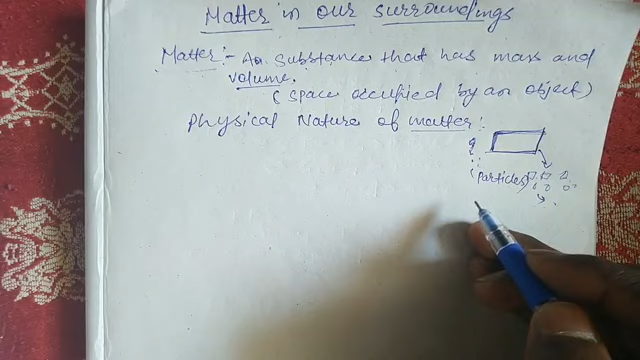 Matter in our surroundings
Matter :- A Substance that has mass and
volume.
(space occupied by an object)
Physical Nature of matter :
(Particles)